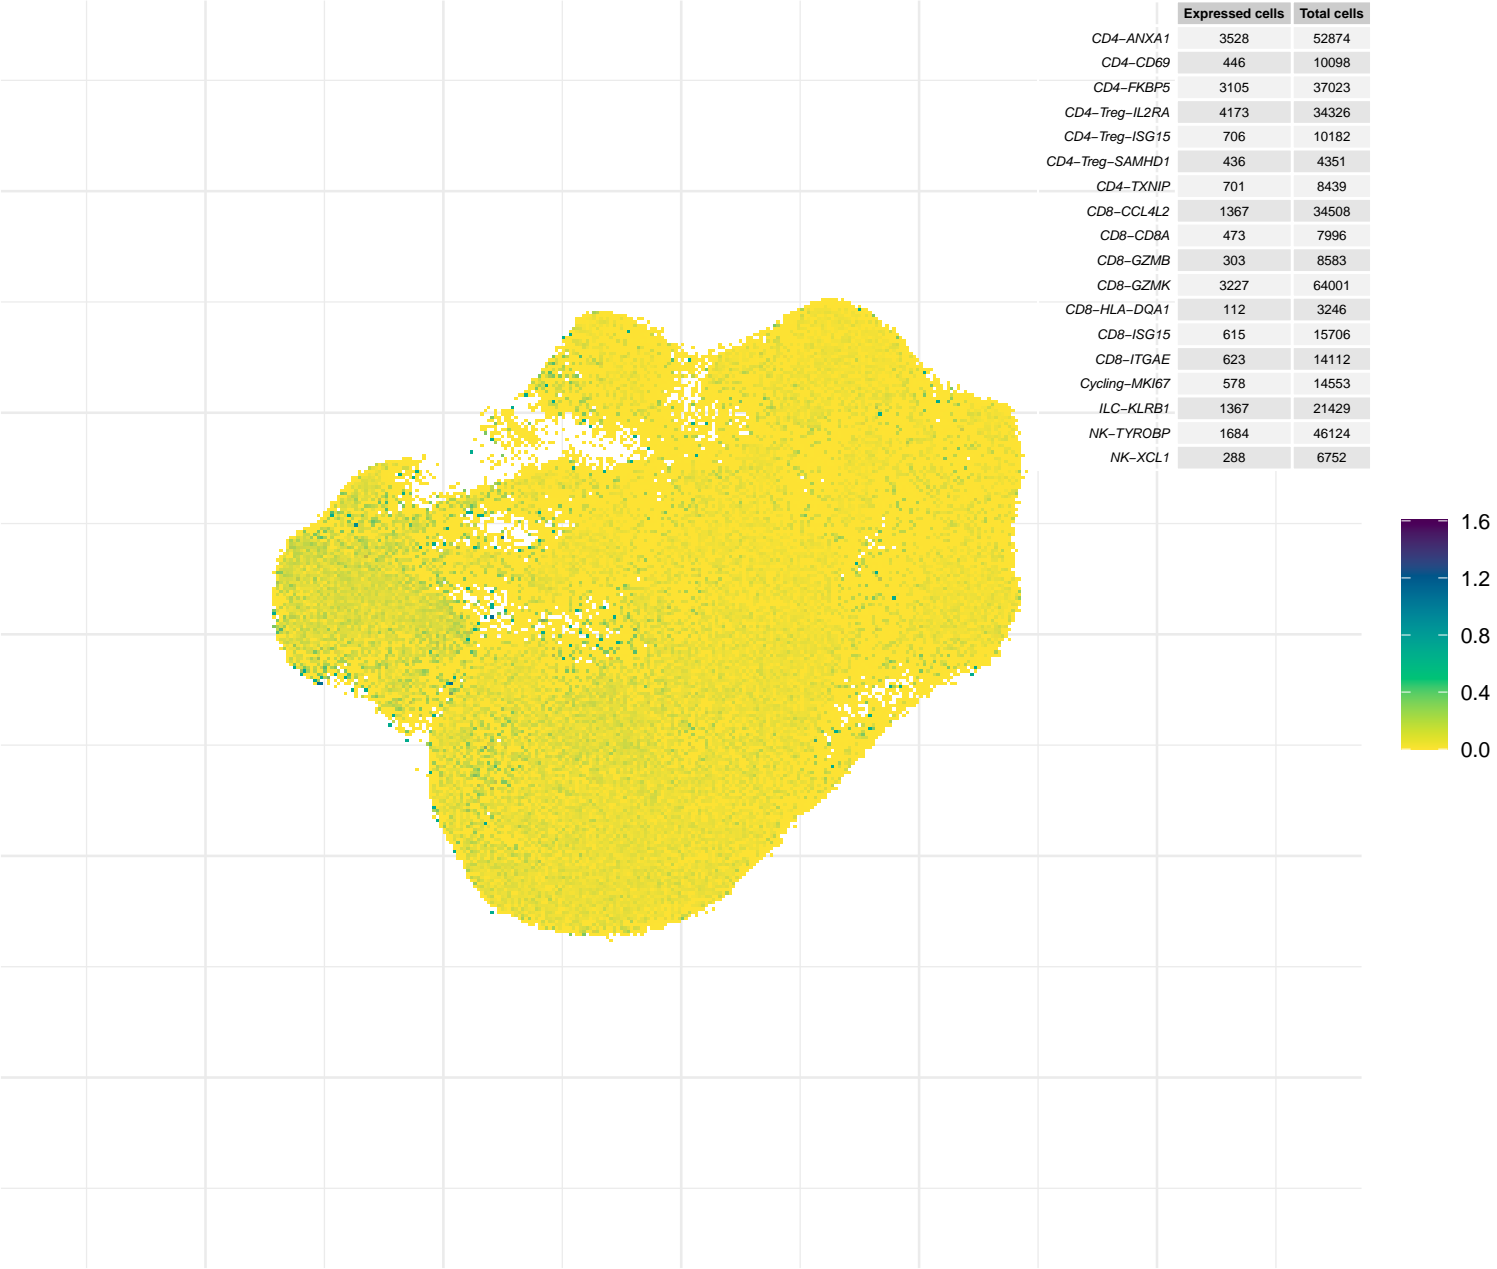 Expressed cells Total cells
CD4−ANXA1 3528 52874
CD4−CD69 446 10098
CD4−FKBP5 3105 37023
CD4−Treg−IL2RA 4173 34326
CD4−Treg−ISG15 706 10182
CD4−Treg−SAMHD1 436 4351
CD4−TXNIP 701 8439
CD8−CCL4L2 1367 34508
CD8−CD8A 473 7996
CD8−GZMB 303 8583
CD8−GZMK 3227 64001
CD8−HLA−DQA1 112 3246
CD8−ISG15 615 15706
CD8−ITGAE 623 14112
Cycling−MKI67 578 14553
ILC−KLRB1 1367 21429
NK−TYROBP 1684 46124
NK−XCL1 288 6752
1.6
1.2
0.8
0.4
0.0